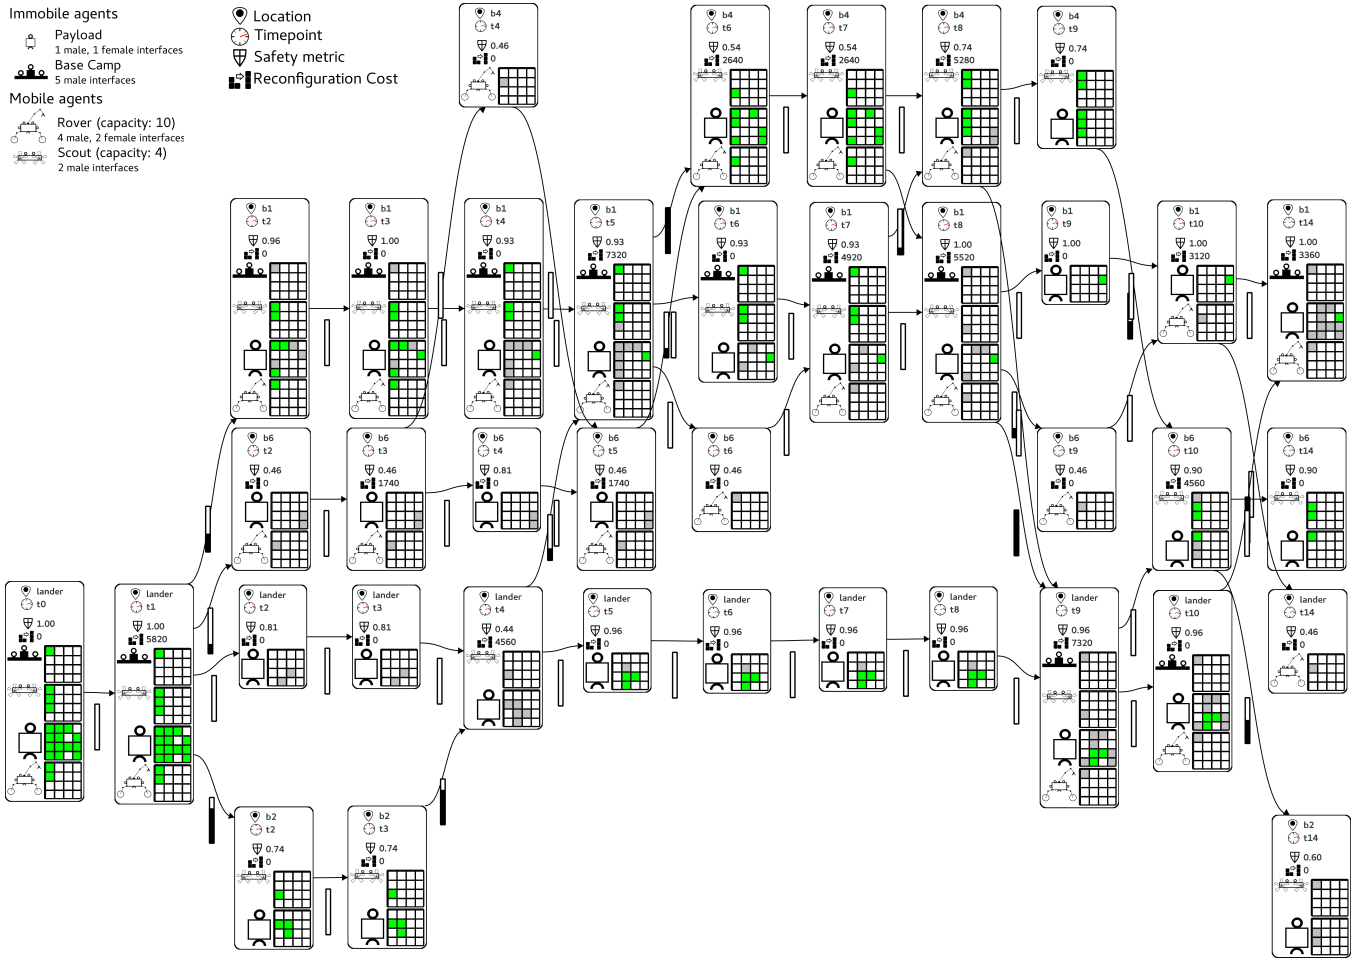 Immobile agents
Payload
1 male, 1 female interfaces
Base Camp
5 male interfaces
Mobile agents
Rover (capacity: 10)
4 male, 2 female interfaces
Scout (capacity: 4)
2 male interfaces
Location
Timepoint
Safety metric
Reconfiguration Cost
b4
t4
0.46
0
b4
t6
0.54
2640
b4
t7
0.54
2640
b4
t8
0.74
5280
b4
t9
0.74
0
b1
t2
0.96
0
b1
t3
1.00
0
b1
t4
0.93
0
b1
t5
0.93
7320
b1
t6
0.93
0
b1
t7
0.93
4920
b1
t8
1.00
5520
b1
t9
1.00
0
b1
t10
1.00
3120
b1
t14
1.00
3360
b6
t2
0.46
0
b6
t3
0.46
1740
b6
t4
0.81
0
b6
t5
0.46
1740
b6
t6
0.46
0
b6
t9
0.46
0
b6
t10
0.90
4560
b6
t14
0.90
0
lander
t0
1.00
0
lander
t1
1.00
5820
lander
t2
0.81
0
lander
t3
0.81
0
lander
t4
0.44
4560
lander
t5
0.96
0
lander
t6
0.96
0
lander
t7
0.96
0
lander
t8
0.96
0
lander
t9
0.96
7320
lander
t10
0.96
0
lander
t14
0.46
0
b2
t2
0.74
0
b2
t3
0.74
0
b2
t14
0.60
0